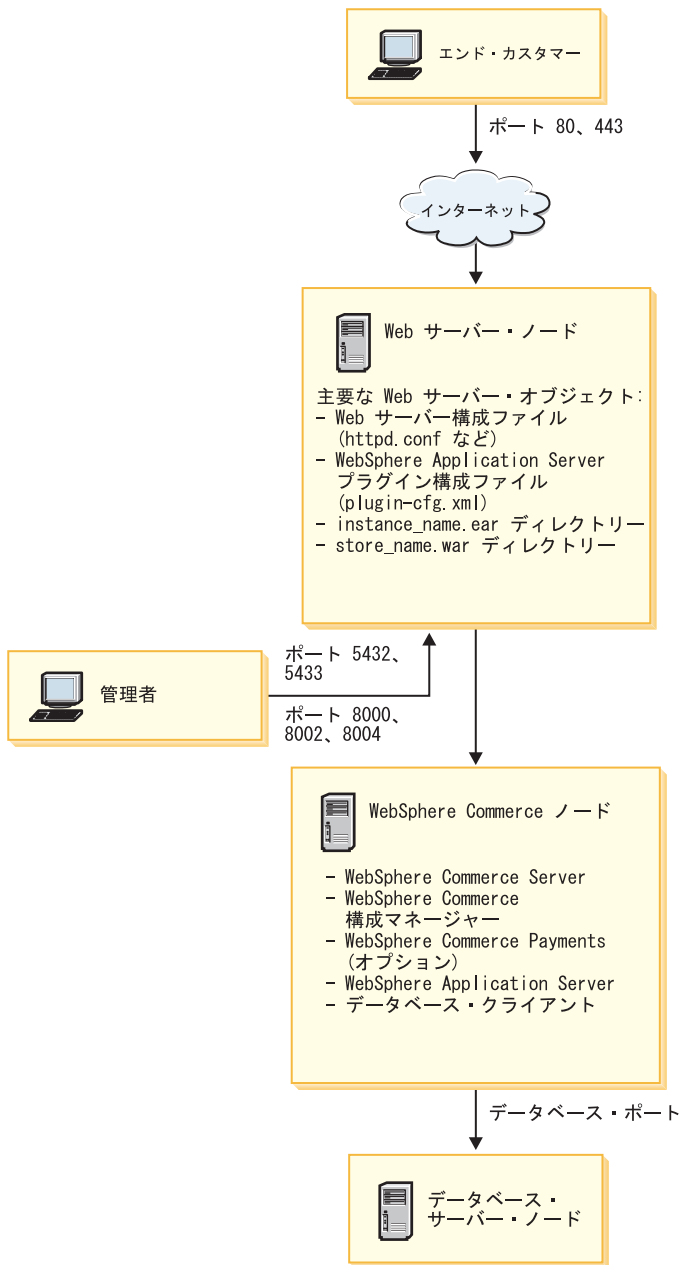 エンド・カスタマー
ポート 80、443
インターネット
Web サーバー・ノード
主要な Web サーバー・オブジェクト:
- Web サーバー構成ファイル
(httpd.conf など)
- WebSphere Application Server
プラグイン構成ファイル
(plugin-cfg.xml)
- instance_name.ear ディレクトリー
- store_name.war ディレクトリー
ポート 5432、
5433
管理者
ポート 8000、
8002、8004
WebSphere Commerce ノード
- WebSphere Commerce Server
- WebSphere Commerce
構成マネージャー
- WebSphere Commerce Payments
(オプション)
- WebSphere Application Server
- データベース・クライアント
データベース・ポート
データベース・
サーバー・ノード